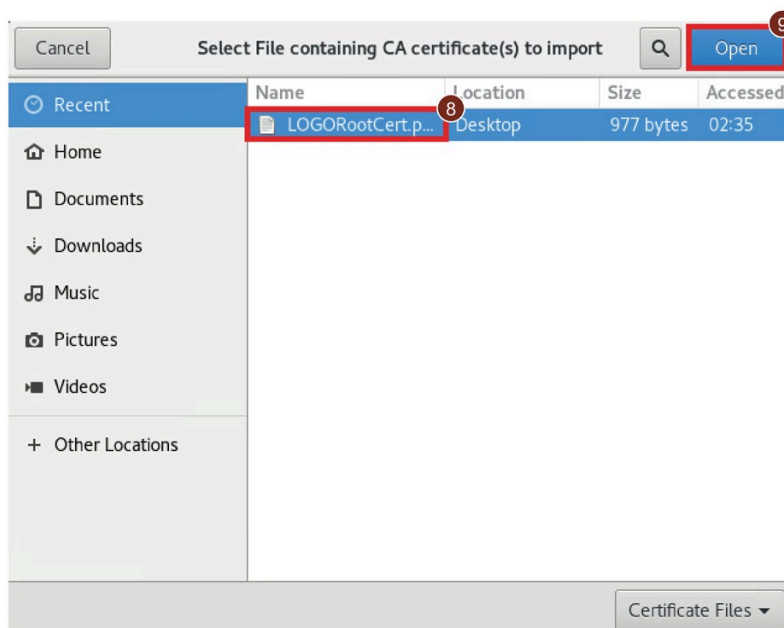 9
Cancel Select File containing CA certificate(s) to import Open
Name Location Size Accessed
8
LOGORootCert.p... Desktop 977 bytes 02:35
Recent
Home
Documents
Downloads
Music
Pictures
Videos
+ Other Locations
Certificate Files